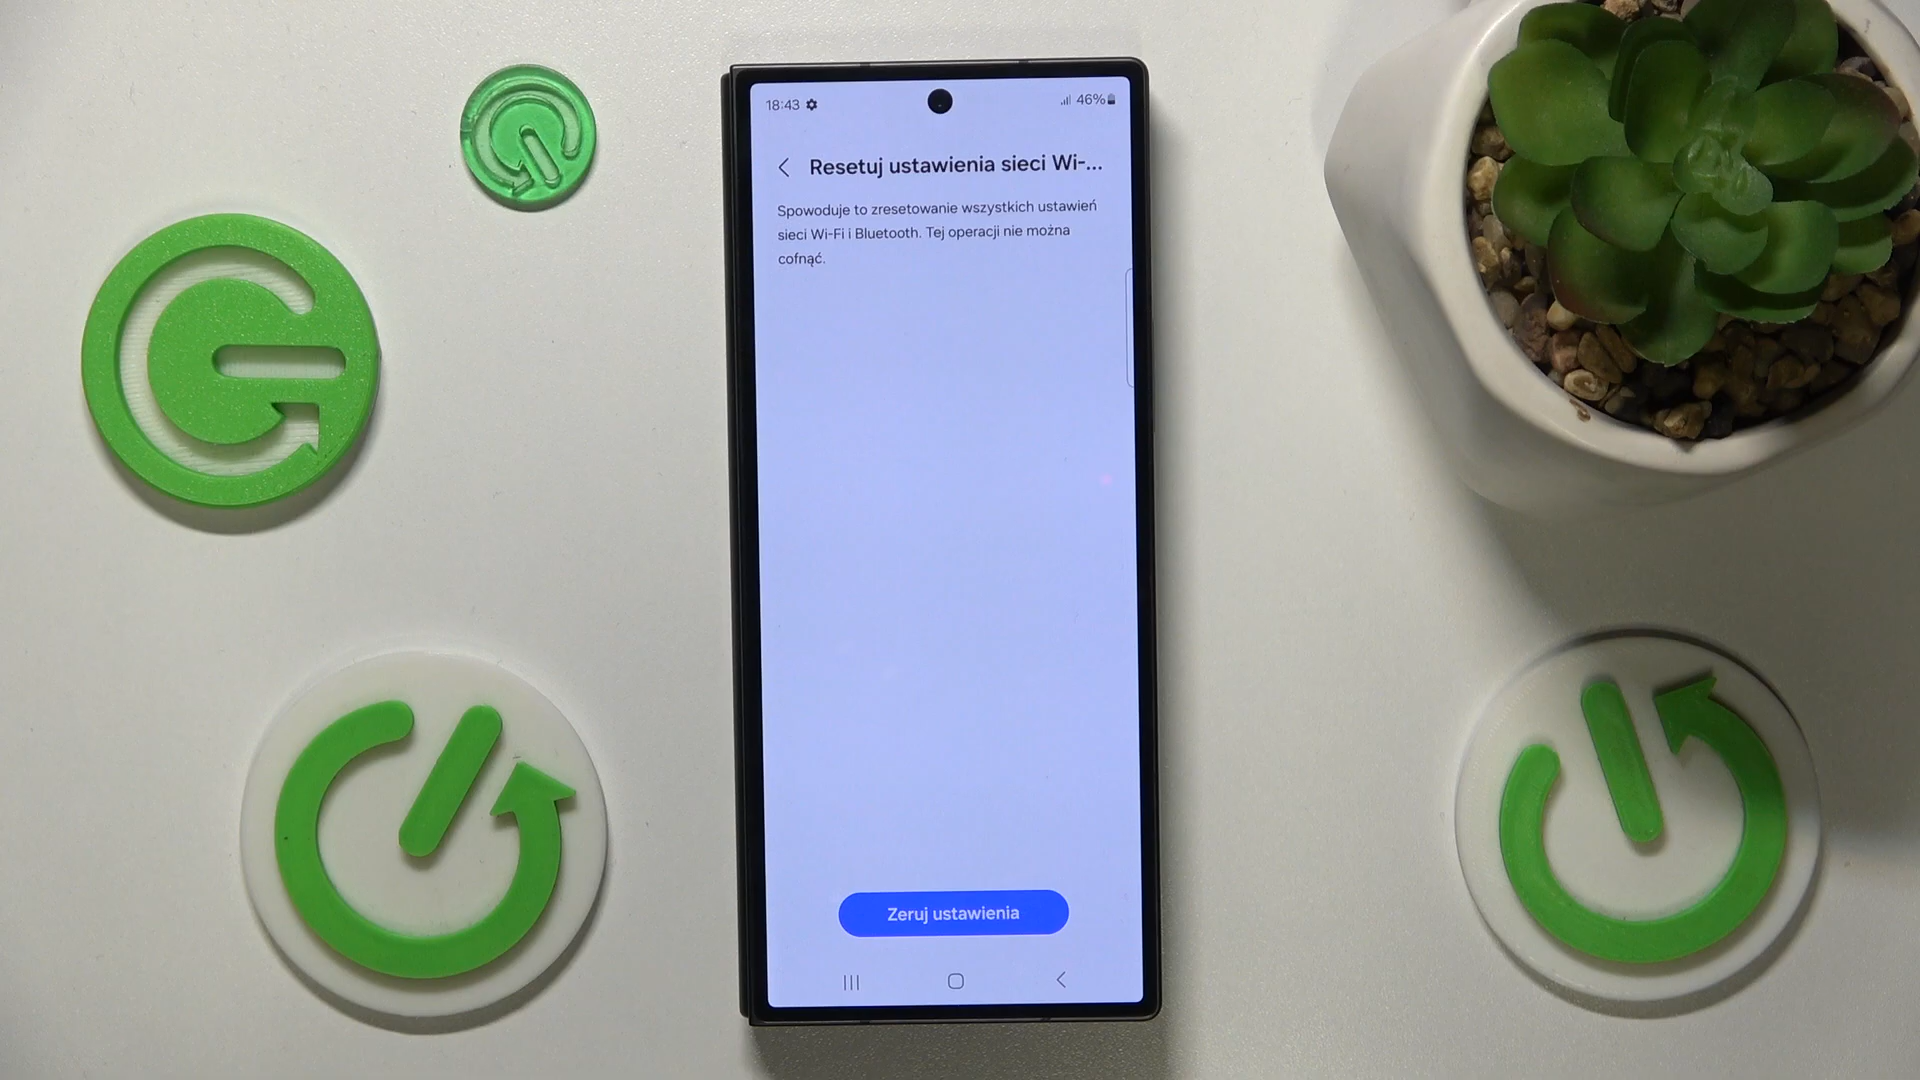 18:43
46%
Resetuj ustawienia sieci Wi-...
Spowoduje to zresetowanie wszystkich ustawień
sieci Wi-Fi i Bluetooth. Tej operacji nie można
cofnąć.
Zeruj ustawienia